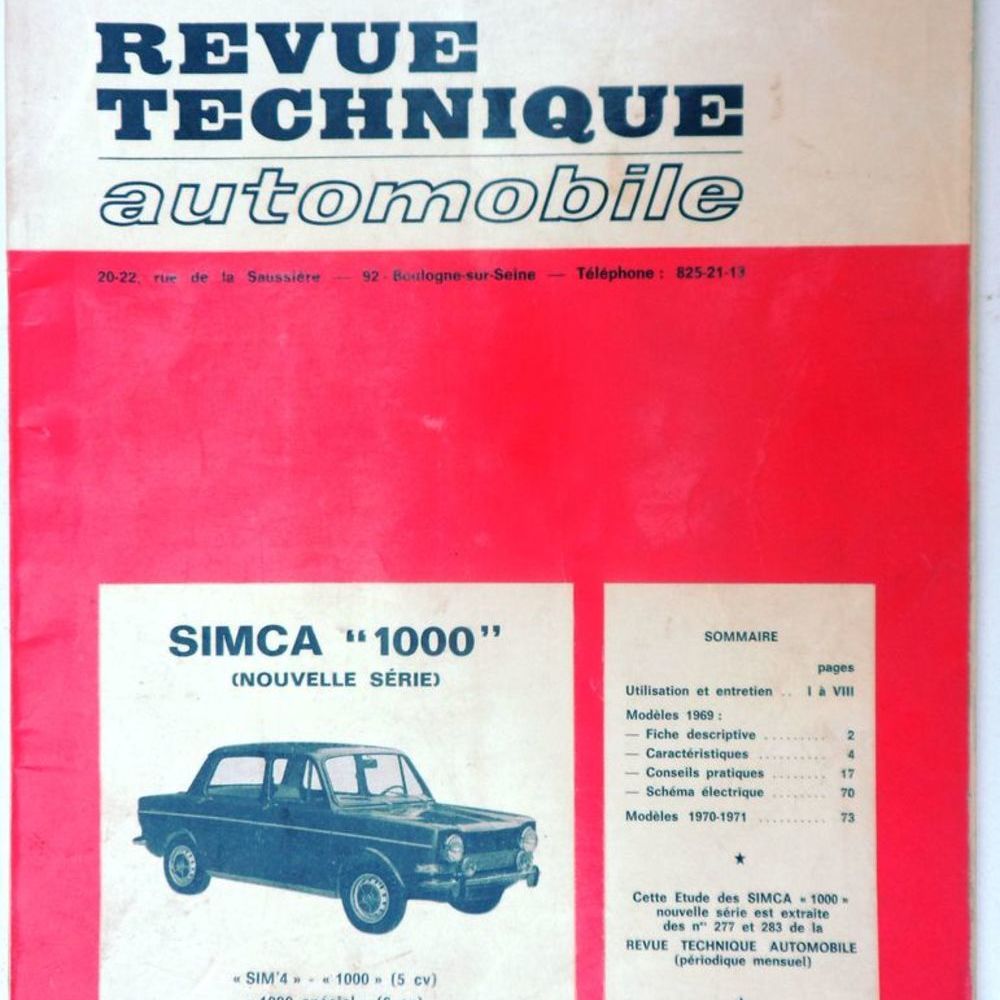 REVUE
TECHNIQUE
automobile
20-22, rue de la Saussière — 92 - Boulogne-sur-Seine — Téléphone : 825-21-13
SIMCA “1000”
(NOUVELLE SÉRIE)
« SIM'4 » - « 1000 » (5 cv)
SOMMAIRE
pages
Utilisation et entretien .. I à VIII
Modèles 1969 :
— Fiche descriptive ......... 2
— Caractéristiques ......... 4
— Conseils pratiques ....... 17
— Schéma électrique ....... 70
Modèles 1970-1971 ......... 73
★
Cette Etude des SIMCA « 1000 »
nouvelle série est extraite
des nos 277 et 283 de la
REVUE TECHNIQUE AUTOMOBILE
(périodique mensuel)